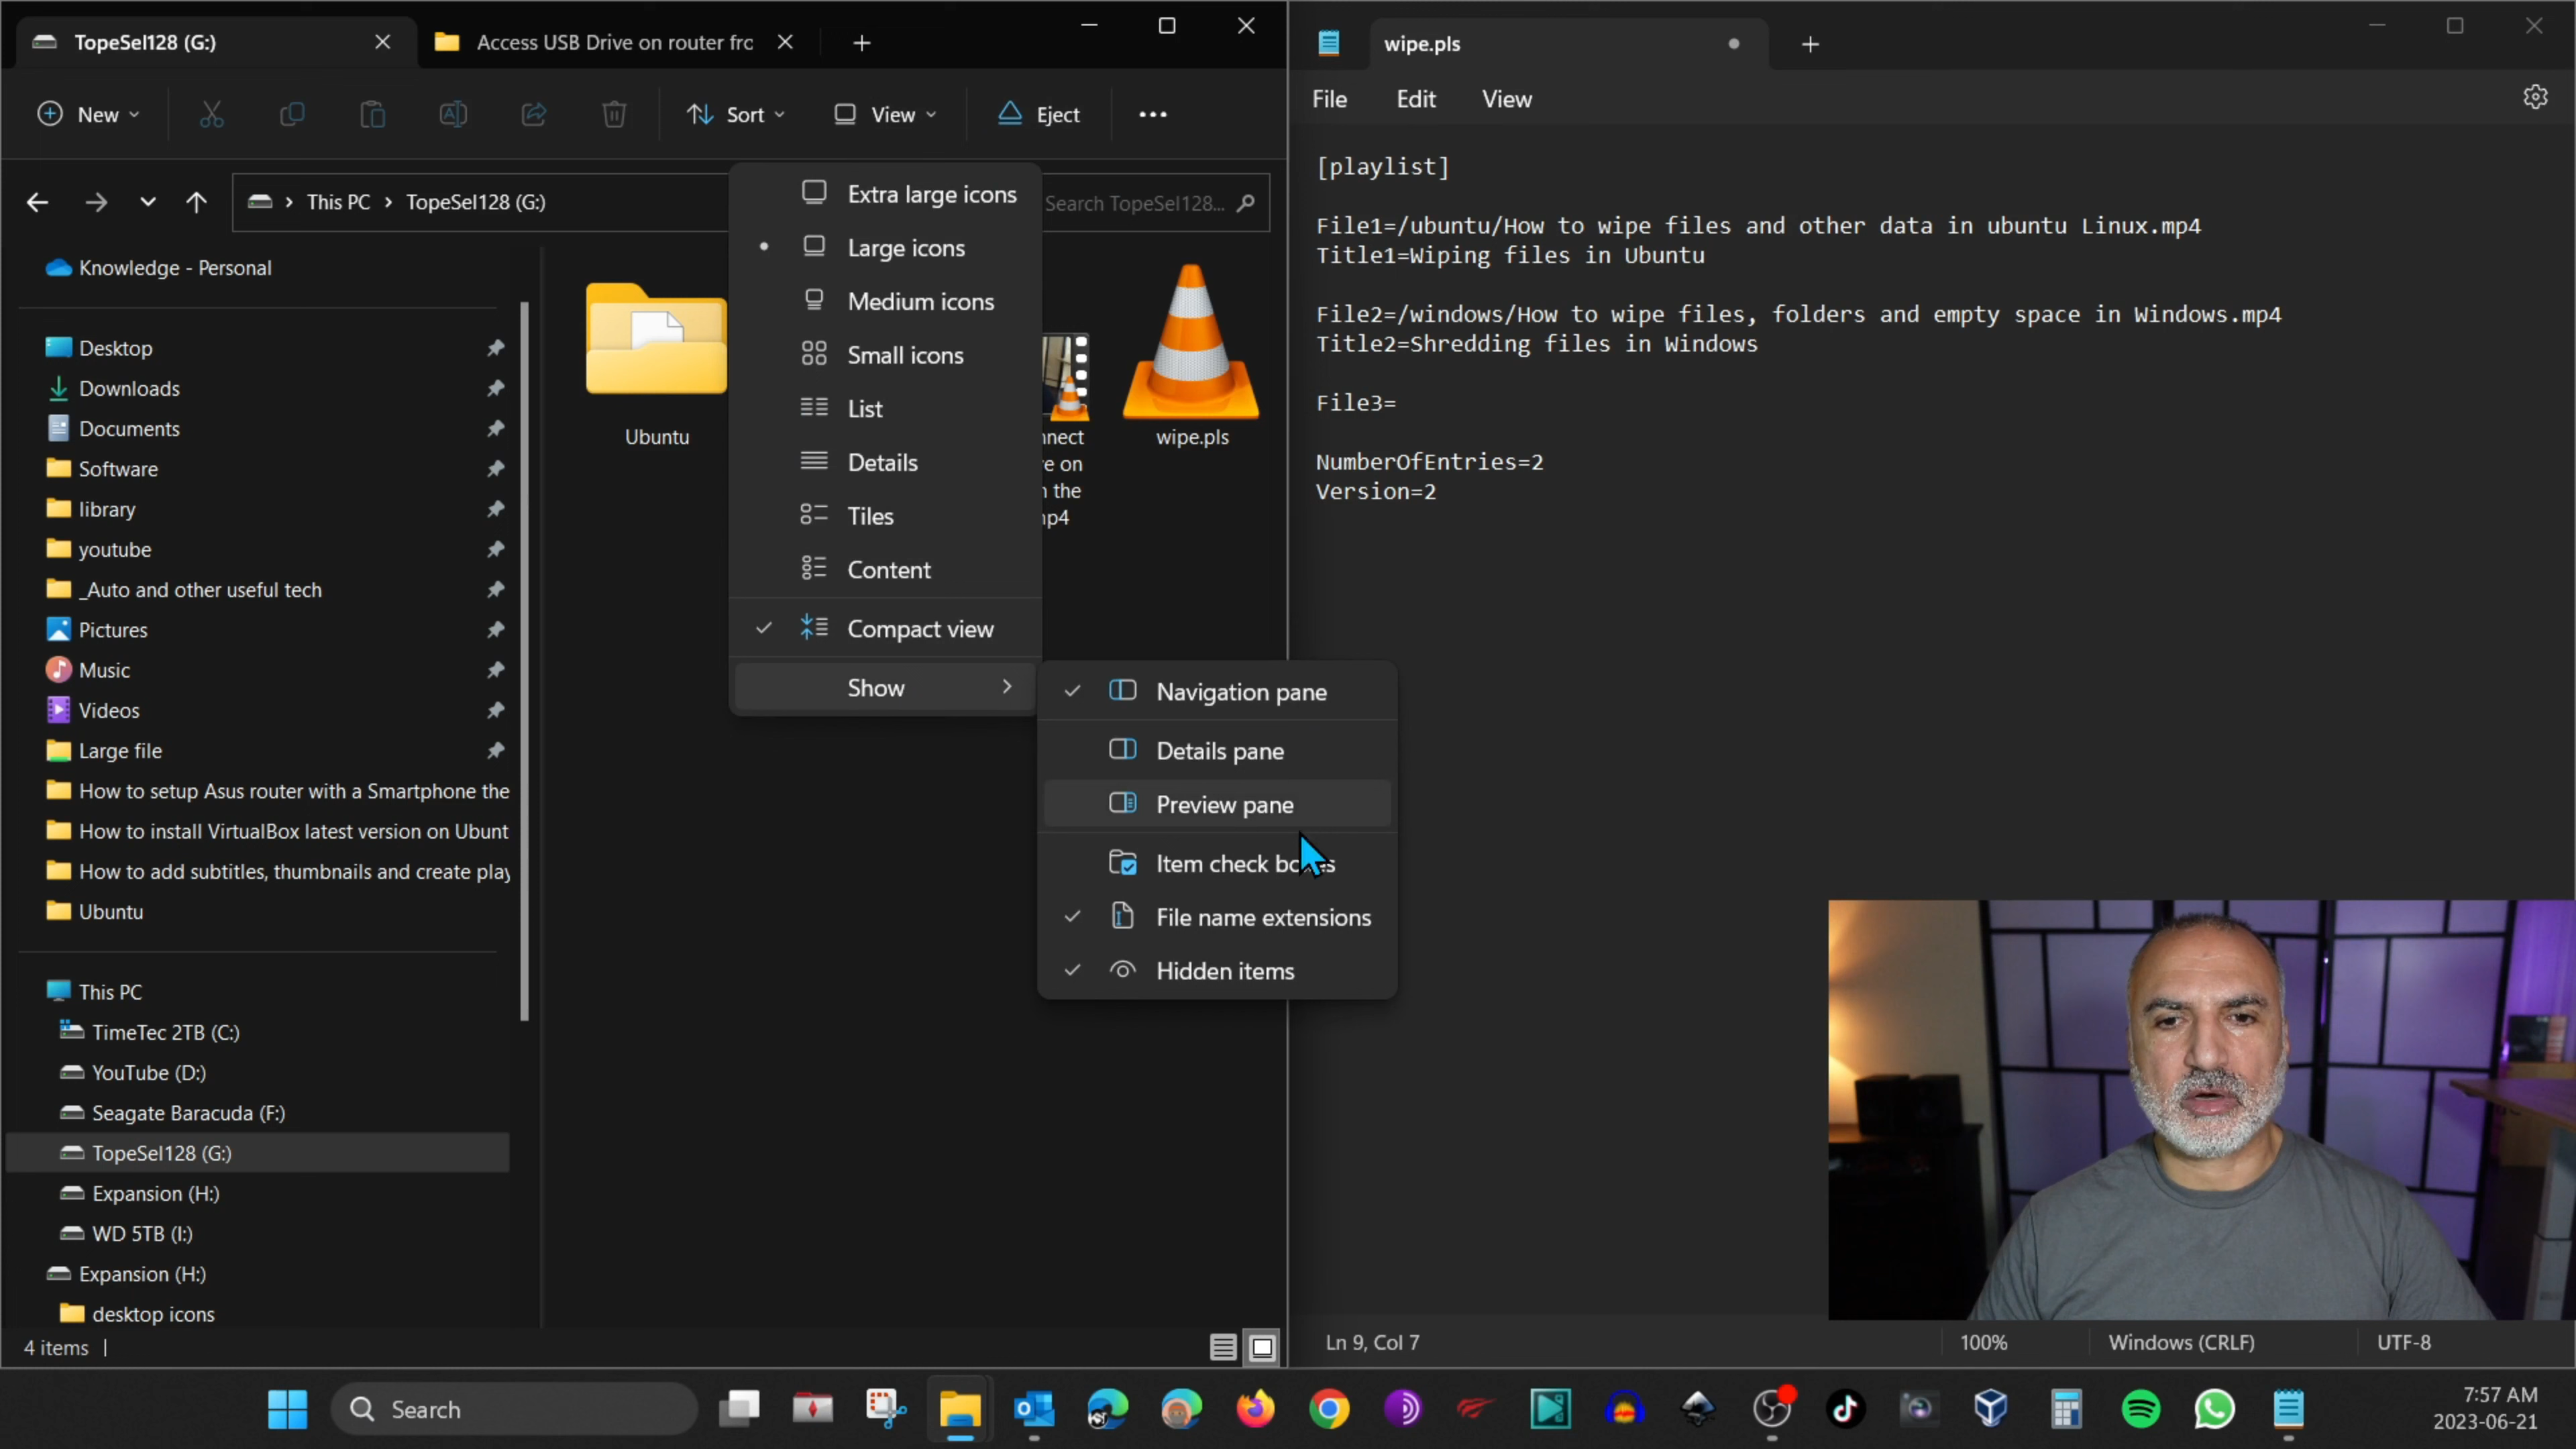 TopeSel128 (G:)
Access USB Drive on router frc
New
Sort
View
Eject
This PC
TopeSel128 (G:)
Search TopeSel128...
Knowledge - Personal
Desktop
Downloads
Documents
Software
library
youtube
_Auto and other useful tech
Pictures
Music
Videos
Large file
How to setup Asus router with a Smartphone the
How to install VirtualBox latest version on Ubunt
How to add subtitles, thumbnails and create play
Ubuntu
This PC
TimeTec 2TB (C:)
YouTube (D:)
Seagate Baracuda (F:)
TopeSel128 (G:)
Expansion (H:)
WD 5TB (I:)
Expansion (H:)
desktop icons
4 items
Ubuntu
nnect
e on
the
np4
wipe.pls
Extra large icons
Large icons
Medium icons
Small icons
List
Details
Tiles
Content
Compact view
Show
Navigation pane
Details pane
Preview pane
Item check boxes
File name extensions
Hidden items
wipe.pls
File
Edit
View
[playlist]
File1=/ubuntu/How to wipe files and other data in ubuntu Linux.mp4
Title1=Wiping files in Ubuntu
File2=/windows/How to wipe files, folders and empty space in Windows.mp4
Title2=Shredding files in Windows
File3=
NumberOfEntries=2
Version=2
Ln 9, Col 7
100%
Windows (CRLF)
UTF-8
Search
7:57 AM
2023-06-21